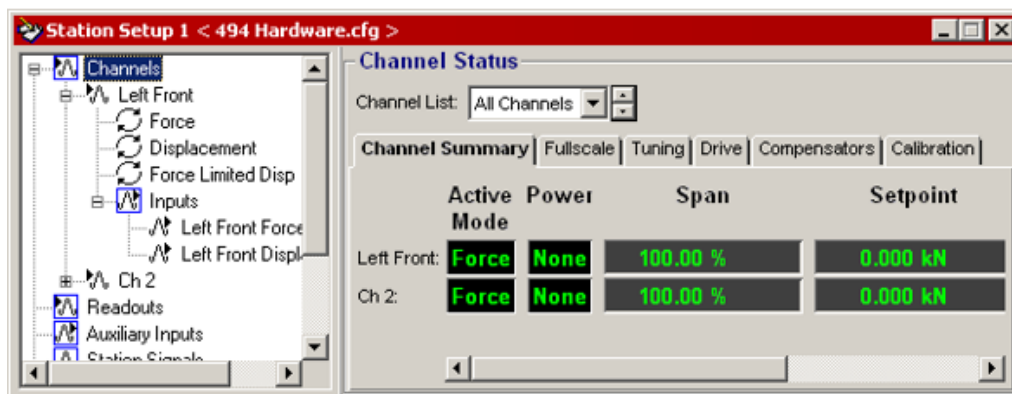 Station Setup 1 < 494 Hardware.cfg >
Channels
Left Front
Force
Displacement
Force Limited Disp
Inputs
Left Front Force
Left Front Displ
Ch 2
Readouts
Auxiliary Inputs
Station Signals
Channel Status
Channel List: All Channels
Channel Summary Fullscale Tuning Drive Compensators Calibration
Active Mode Power Span Setpoint
Left Front: Force None 100.00 % 0.000 kN
Ch 2: Force None 100.00 % 0.000 kN